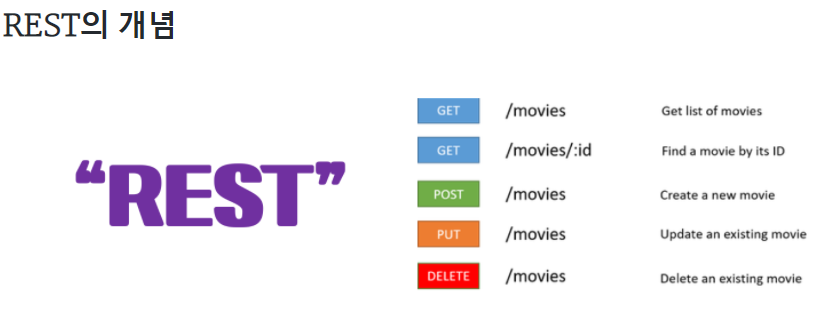 REST의 개념
“REST”
GET /movies Get list of movies
GET /movies/:id Find a movie by its ID
POST /movies Create a new movie
PUT /movies Update an existing movie
DELETE /movies Delete an existing movie